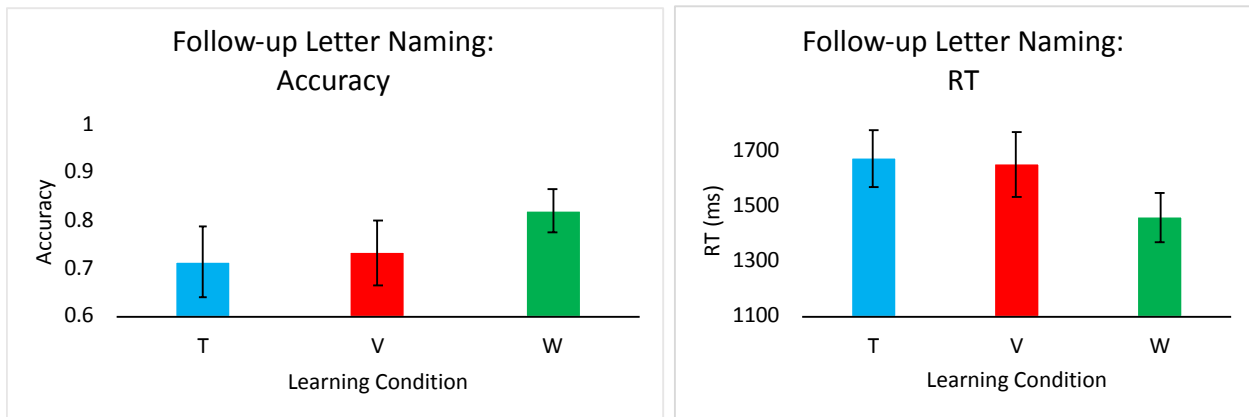 Follow-up Letter Naming:
Accuracy
1
0.9
0.8
0.7
0.6
Accuracy
T V W
Learning Condition
Follow-up Letter Naming:
RT
1700
1500
1300
1100
RT (ms)
T V W
Learning Condition